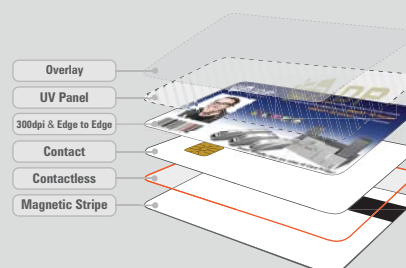 Overlay
UV Panel
300dpi & Edge to Edge
Contact
Contactless
Magnetic Stripe